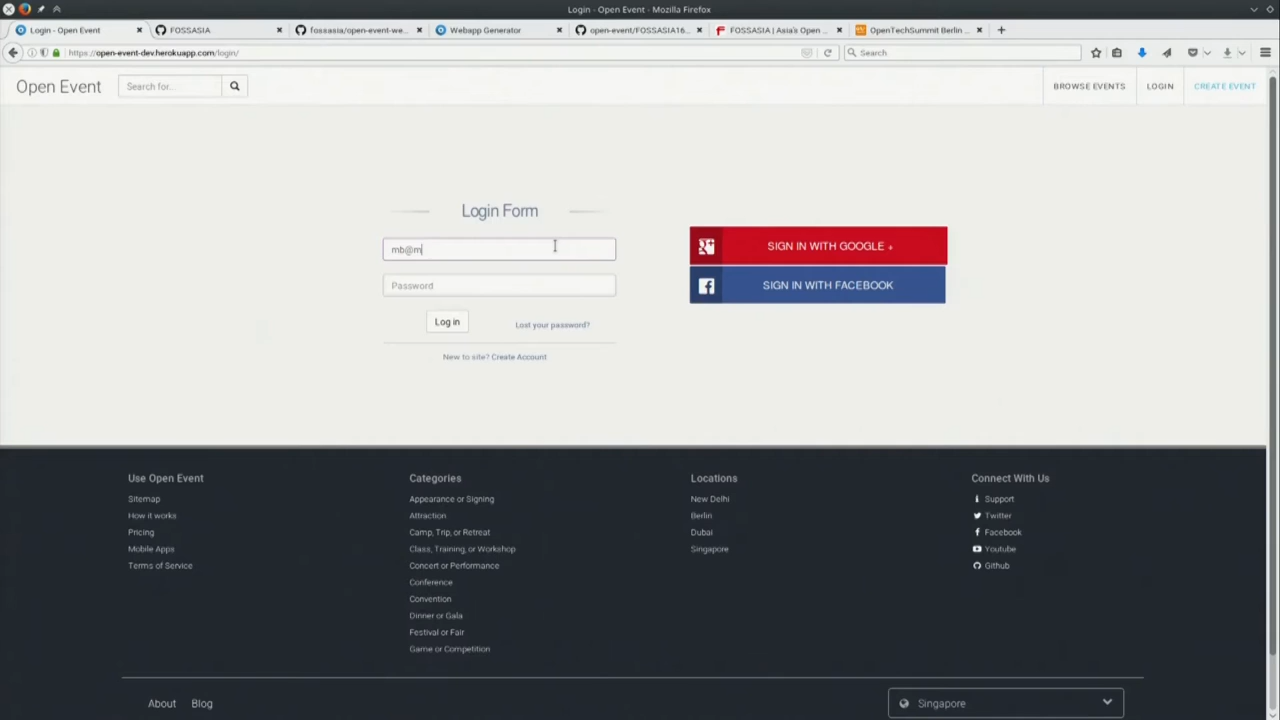 Login - Open Event - Mozilla Firefox
Login - Open Event
FOSSASIA
fossasia/open-event-we...
Webapp Generator
open-event/FOSSASIA16...
FOSSASIA | Asia's Open ...
OpenTechSummit Berlin ...
https://open-event-dev.herokuapp.com/login/
Search
Open Event
Search for...
BROWSE EVENTS
LOGIN
CREATE EVENT
Login Form
mb@m
Password
Log in
Lost your password?
New to site? Create Account
SIGN IN WITH GOOGLE +
SIGN IN WITH FACEBOOK
Use Open Event
Sitemap
How it works
Pricing
Mobile Apps
Terms of Service
Categories
Appearance or Signing
Attraction
Camp, Trip, or Retreat
Class, Training, or Workshop
Concert or Performance
Conference
Convention
Dinner or Gala
Festival or Fair
Game or Competition
Locations
New Delhi
Berlin
Dubai
Singapore
Connect With Us
Support
Twitter
Facebook
Youtube
Github
About
Blog
Singapore